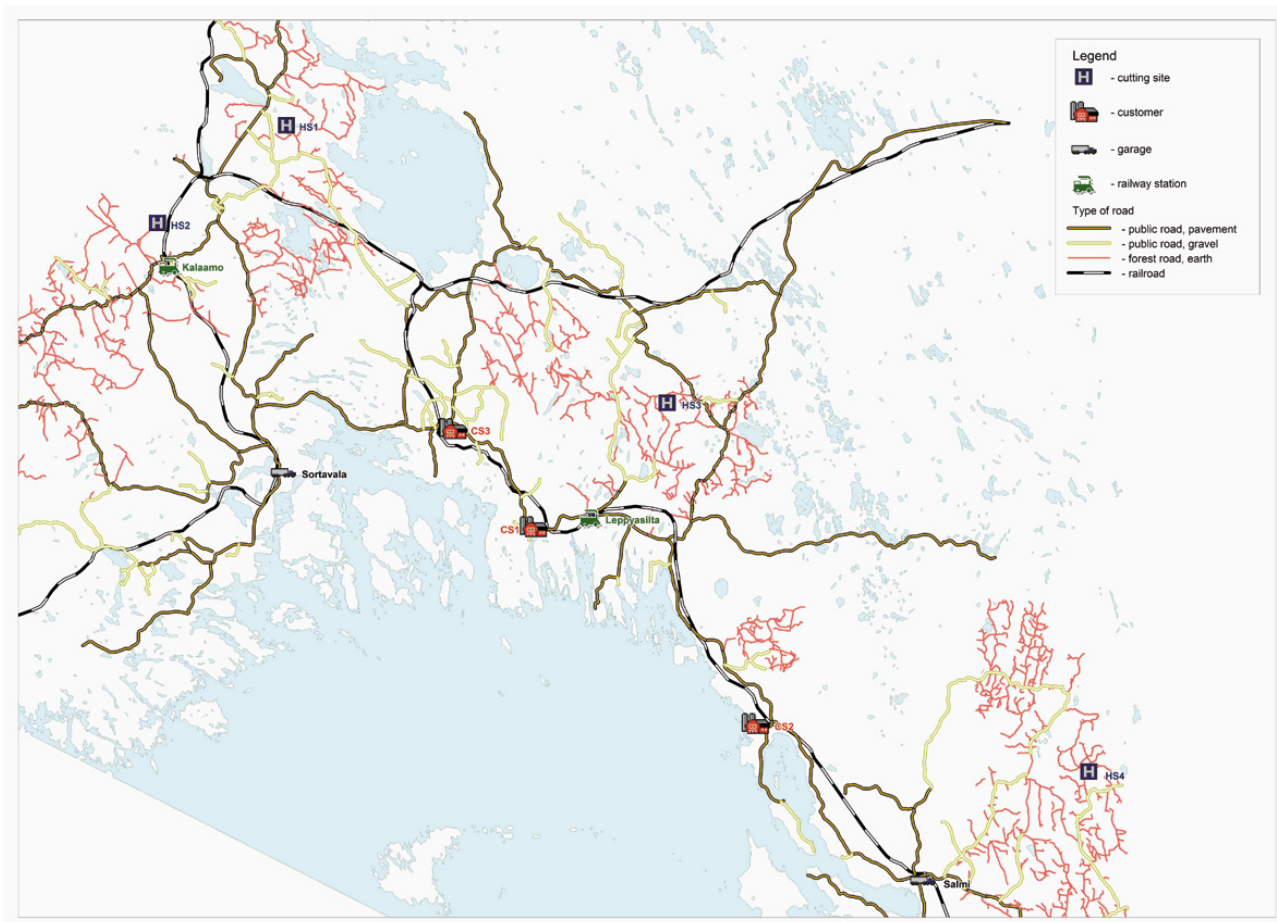 Legend
H - cutting site
- customer
- garage
- railway station
Type of road
- public road, pavement
- public road, gravel
- forest road, earth
- railroad
H HS1
H HS2
Kalaamo
H HS3
CS3
Sortavala
CS1
Leppyasilta
CS2
H HS4
Salmi